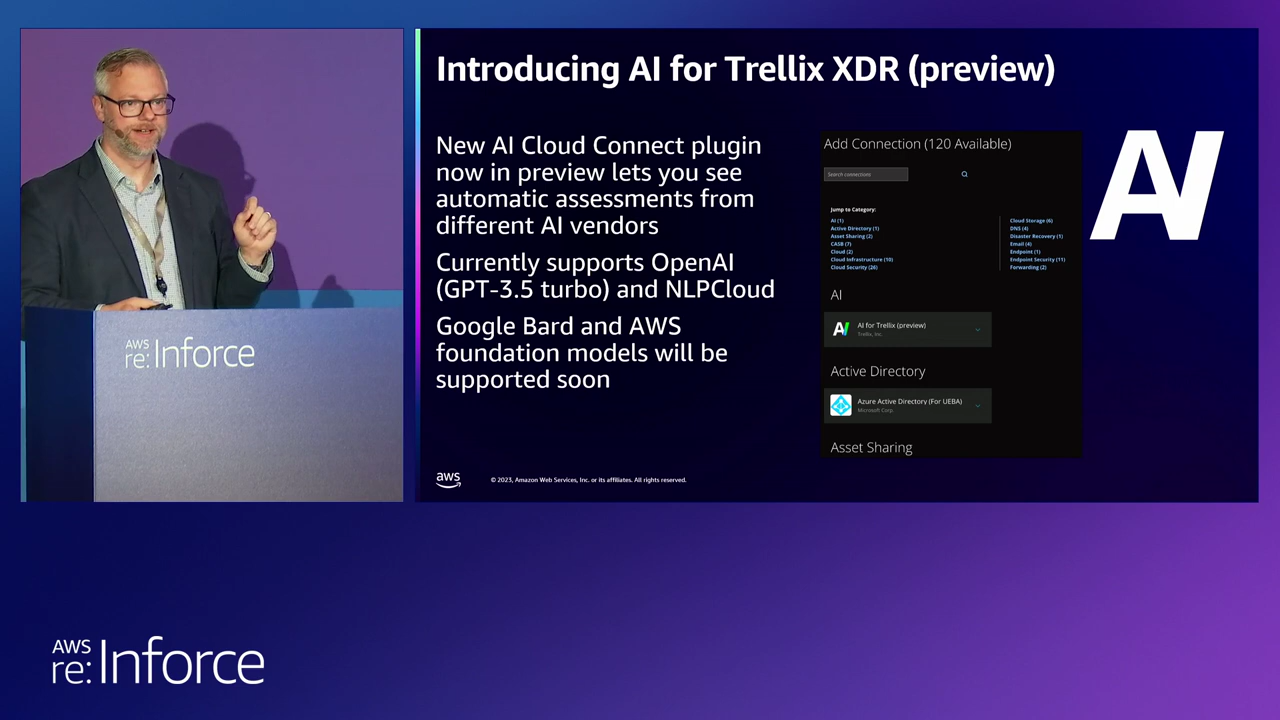 Introducing AI for Trellix XDR (preview)
New AI Cloud Connect plugin
now in preview lets you see
automatic assessments from
different AI vendors
Currently supports OpenAI
(GPT-3.5 turbo) and NLPCloud
Google Bard and AWS
foundation models will be
supported soon
Add Connection (120 Available)
Search connections
Jump to Category:
AI (1)
Active Directory (1)
Asset Sharing (2)
CASB (7)
Cloud (2)
Cloud Infrastructure (10)
Cloud Security (26)
Cloud Storage (6)
DNS (4)
Disaster Recovery (1)
Email (4)
Endpoint (1)
Endpoint Security (11)
Forwarding (2)
AI
AI for Trellix (preview)
Trellix, Inc.
Active Directory
Azure Active Directory (For UEBA)
Microsoft Corp.
Asset Sharing
AI
aws
© 2023, Amazon Web Services, Inc. or its affiliates. All rights reserved.
AWS
re:Inforce
AWS
re:Inforce